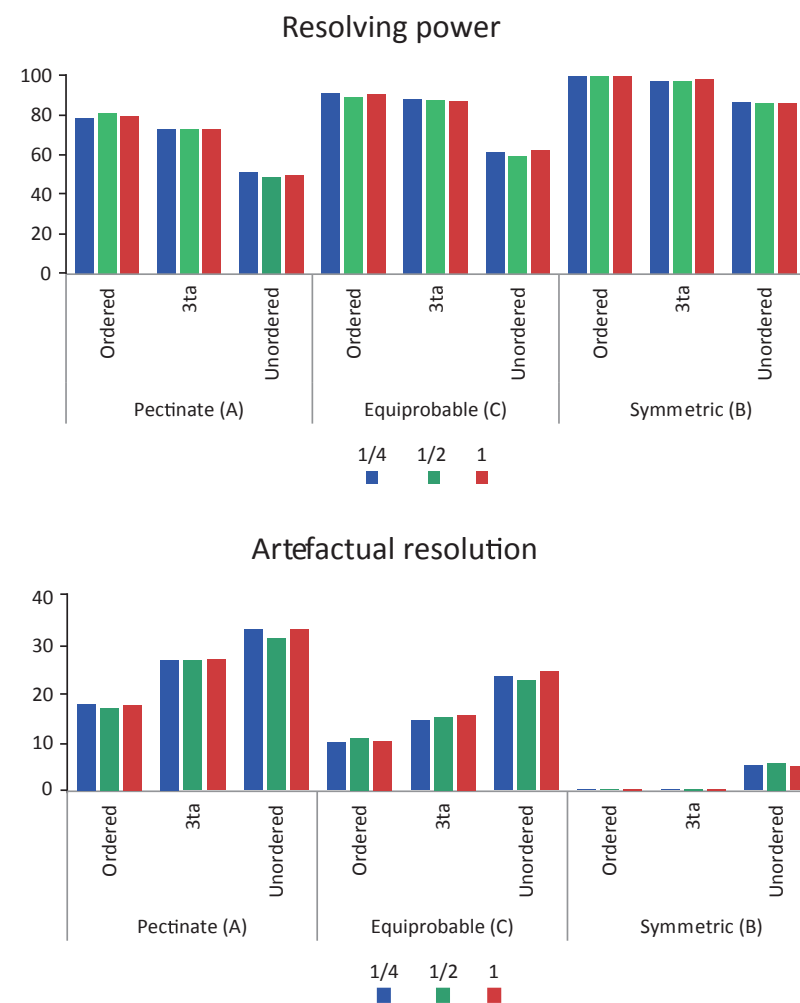 Resolving power
100
80
60
40
20
0
Ordered 3ta Unordered Ordered 3ta Unordered Ordered 3ta Unordered
Pectinate (A) Equiprobable (C) Symmetric (B)
1/4 1/2 1
Artefactual resolution
40
30
20
10
0
Ordered 3ta Unordered Ordered 3ta Unordered Ordered 3ta Unordered
Pectinate (A) Equiprobable (C) Symmetric (B)
1/4 1/2 1